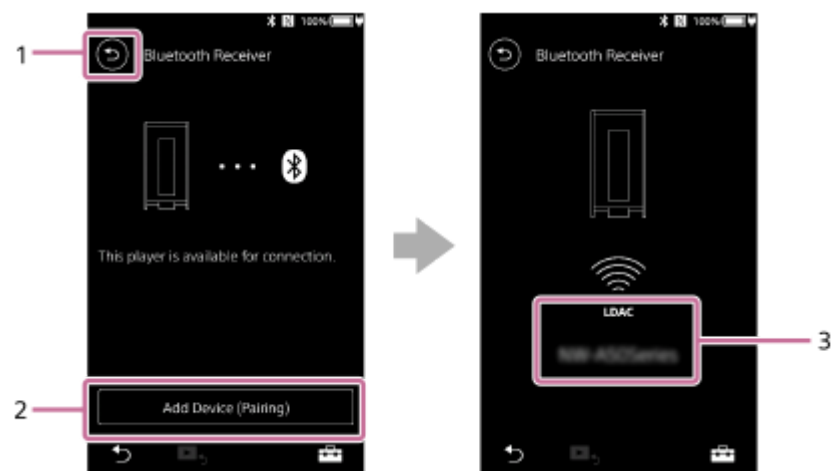 100%
1
Bluetooth Receiver
This player is available for connection.
2
Add Device (Pairing)
100%
Bluetooth Receiver
LDAC
3